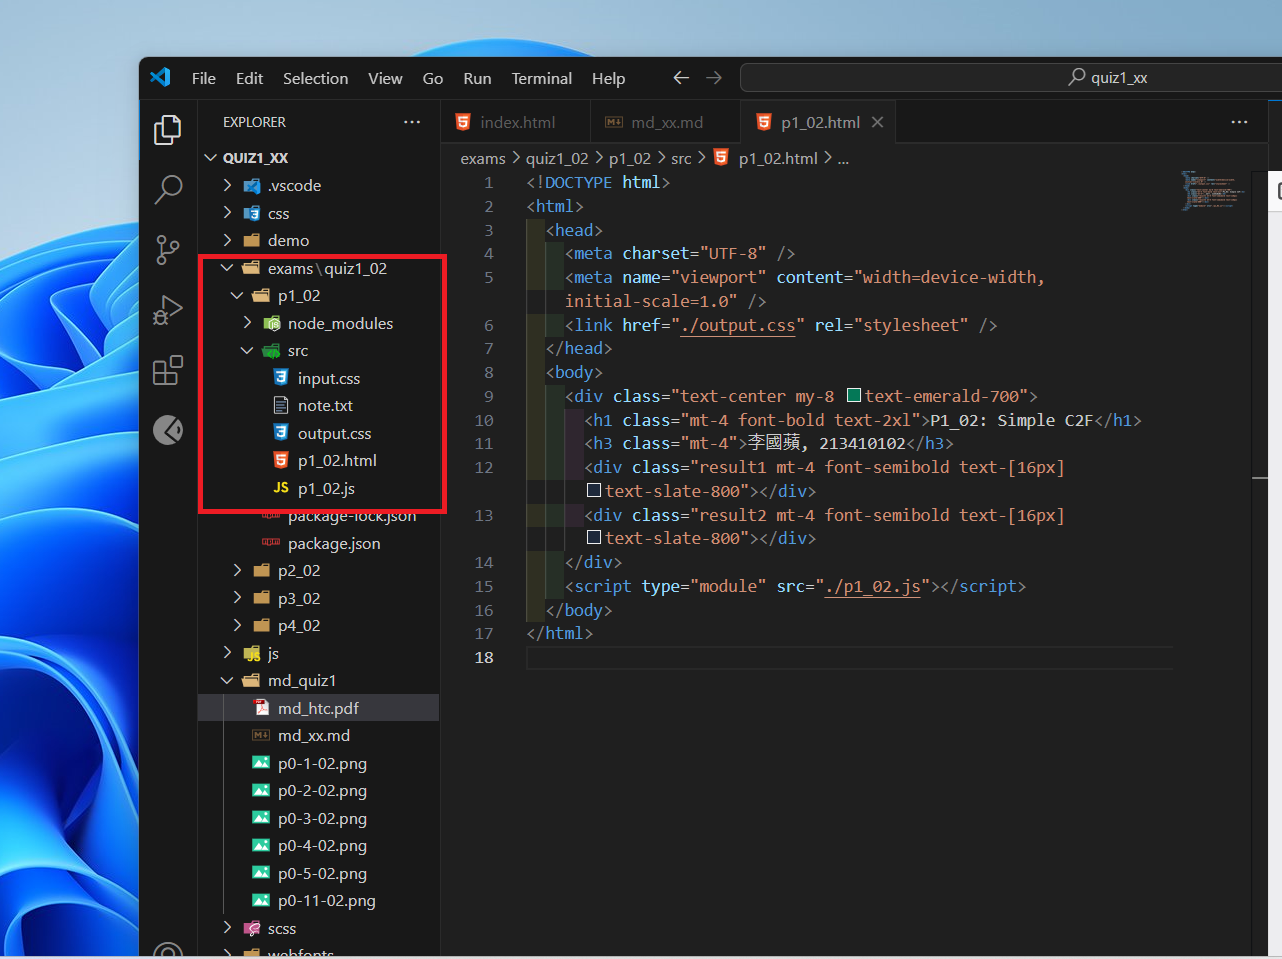 File Edit Selection View Go Run Terminal Help
quiz1_xx
EXPLORER
index.html
md_xx.md
p1_02.html
QUIZ1_XX
.vscode
css
demo
exams\quiz1_02
p1_02
node_modules
src
input.css
note.txt
output.css
p1_02.html
p1_02.js
package-lock.json
package.json
p2_02
p3_02
p4_02
js
md_quiz1
md_htc.pdf
md_xx.md
p0-1-02.png
p0-2-02.png
p0-3-02.png
p0-4-02.png
p0-5-02.png
p0-11-02.png
scss
webfonts
exams > quiz1_02 > p1_02 > src > p1_02.html > ...
1 <!DOCTYPE html>
2 <html>
3 <head>
4 <meta charset="UTF-8" />
5 <meta name="viewport" content="width=device-width,
initial-scale=1.0" />
6 <link href="./output.css" rel="stylesheet" />
7 </head>
8 <body>
9 <div class="text-center my-8 text-emerald-700">
10 <h1 class="mt-4 font-bold text-2xl">P1_02: Simple C2F</h1>
11 <h3 class="mt-4">李國蘋, 213410102</h3>
12 <div class="result1 mt-4 font-semibold text-[16px]
text-slate-800"></div>
13 <div class="result2 mt-4 font-semibold text-[16px]
text-slate-800"></div>
14 </div>
15 <script type="module" src="./p1_02.js"></script>
16 </body>
17 </html>
18